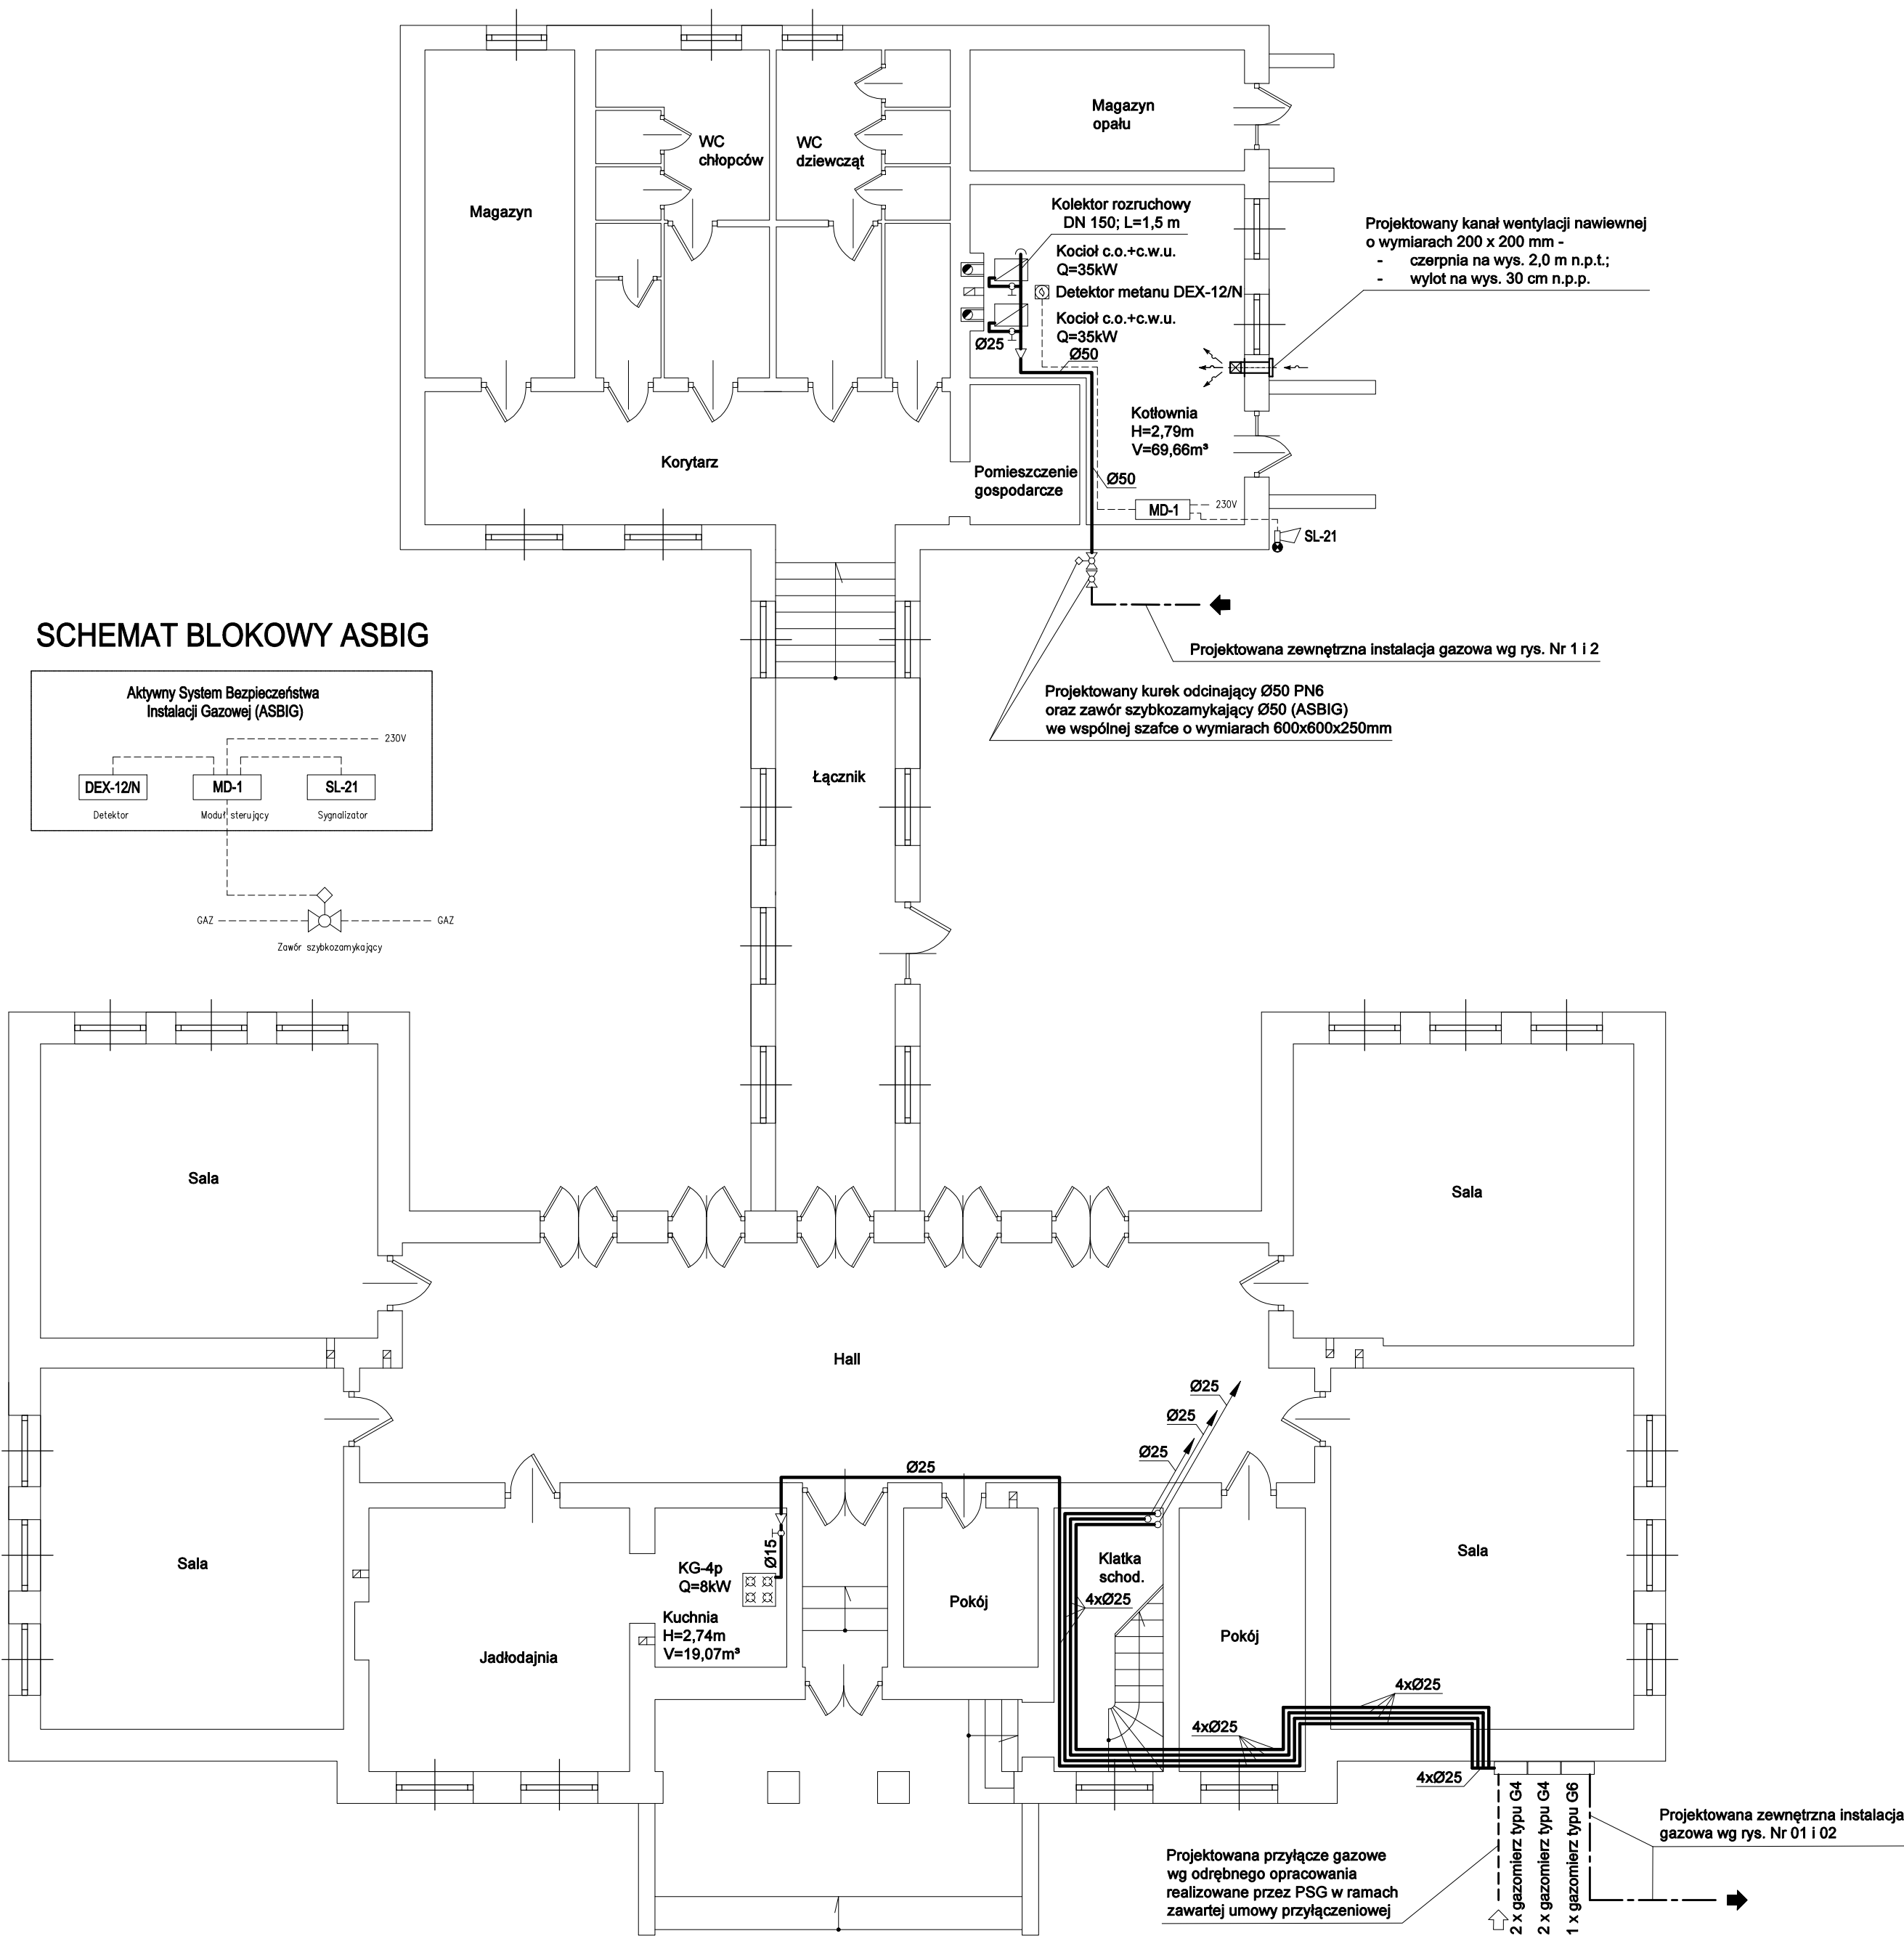 Magazyn
WC
chłopców
WC
dziewcząt
Magazyn
opału
Kolektor rozruchowy
DN 150; L=1,5 m
Kocioł c.o.+c.w.u.
Q=35kW
Detektor metanu DEX-12/N
Kocioł c.o.+c.w.u.
Q=35kW
Ø25
Ø50
Projektowany kanał wentylacji nawiewnej
o wymiarach 200 x 200 mm -
- czerpnia na wys. 2,0 m n.p.t.;
- wylot na wys. 30 cm n.p.p.
Kotłownia
H=2,79m
V=69,66m³
Korytarz
Pomieszczenie
gospodarcze
Ø50
MD-1
230V
SL-21
Projektowana zewnętrzna instalacja gazowa wg rys. Nr 1 i 2
Projektowany kurek odcinający Ø50 PN6
oraz zawór szybkozamykający Ø50 (ASBIG)
we wspólnej szafce o wymiarach 600x600x250mm
SCHEMAT BLOKOWY ASBIG
Aktywny System Bezpieczeństwa
Instalacji Gazowej (ASBIG)
230V
DEX-12/N
MD-1
SL-21
Detektor
Moduł sterujący
Sygnalizator
GAZ
GAZ
Zawór szybkozamykający
Łącznik
Sala
Sala
Hall
Ø25
Ø25
Ø25
Ø25
Sala
KG-4p
Q=8kW
Ø15
Kuchnia
H=2,74m
V=19,07m³
Jadłodajnia
Pokój
Klatka
schod.
4xØ25
Pokój
Sala
4xØ25
4xØ25
4xØ25
2 x gazomierz typu G4
2 x gazomierz typu G4
1 x gazomierz typu G6
Projektowana zewnętrzna instalacja
gazowa wg rys. Nr 01 i 02
Projektowana przyłącze gazowe
wg odrębnego opracowania
realizowane przez PSG w ramach
zawartej umowy przyłączeniowej